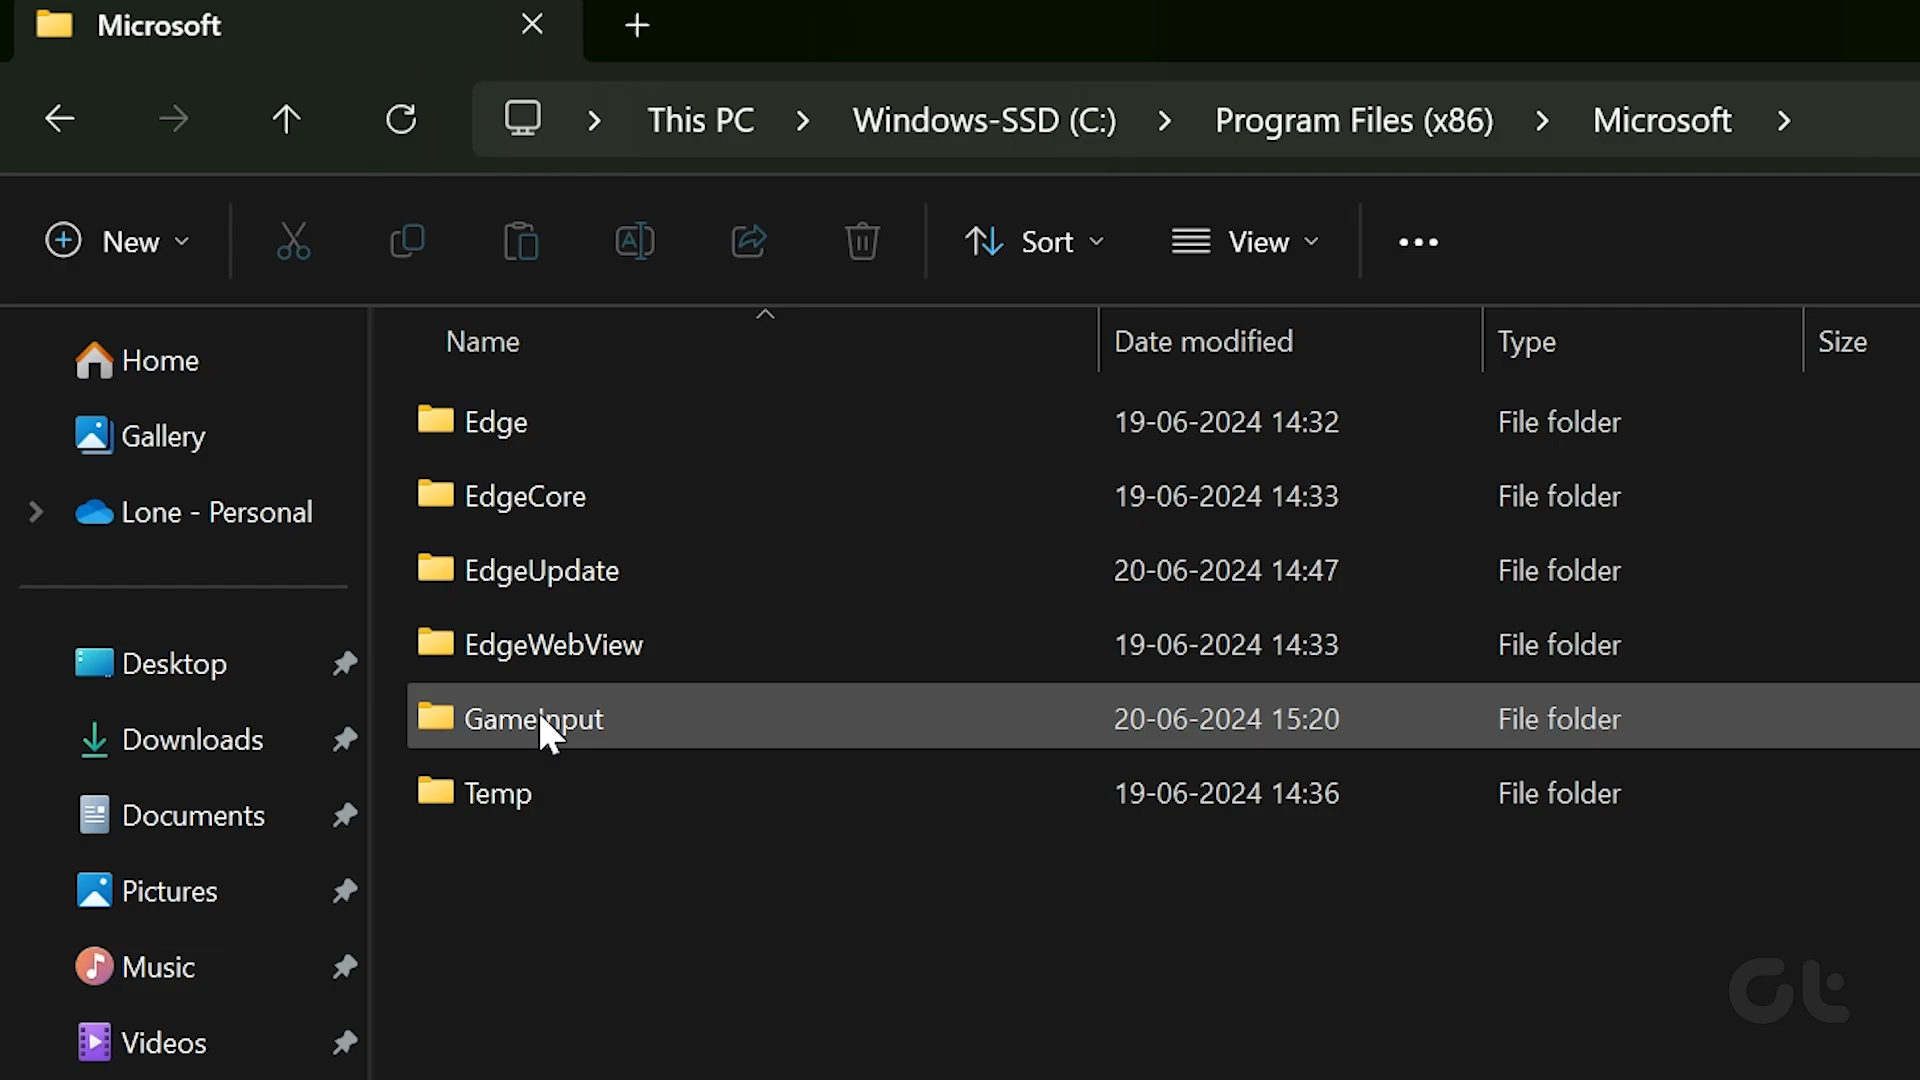 Microsoft
This PC > Windows-SSD (C:) > Program Files (x86) > Microsoft >
New Sort View
Name Date modified Type Size
Home
Gallery
Lone - Personal
Desktop
Downloads
Documents
Pictures
Music
Videos
Edge 19-06-2024 14:32 File folder
EdgeCore 19-06-2024 14:33 File folder
EdgeUpdate 20-06-2024 14:47 File folder
EdgeWebView 19-06-2024 14:33 File folder
GameInput 20-06-2024 15:20 File folder
Temp 19-06-2024 14:36 File folder
Gt